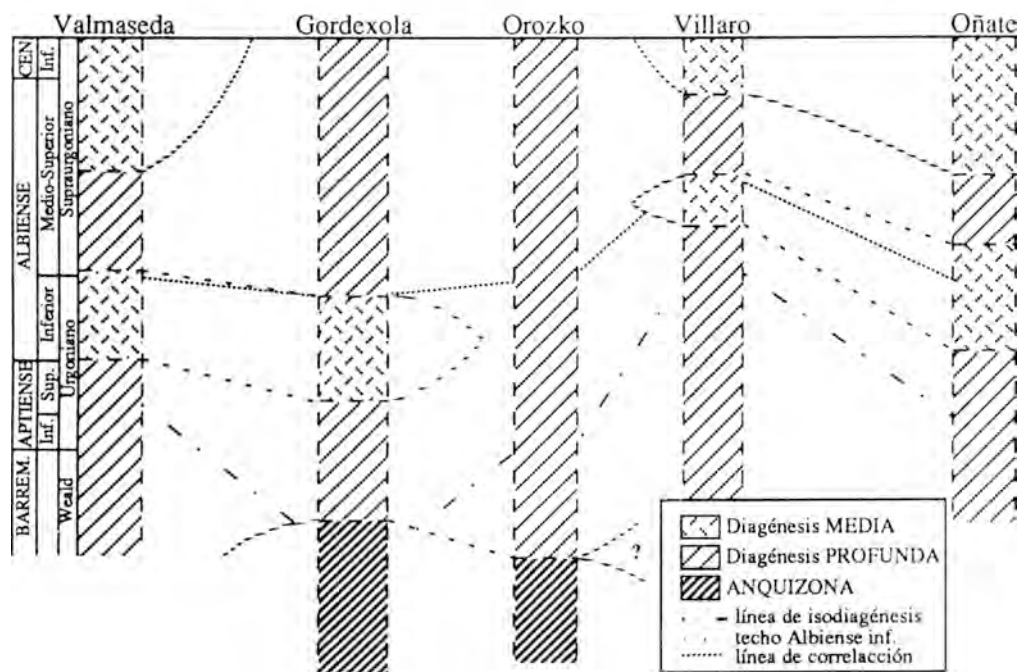 Valmaseda Gordexola Orozko Villaro Oñate
CEN
Inf.
ALBIENSE
Medio-Superior
Supraurgoniano
Inferior
Urgoniano
APTIENSE
Sup.
Inf.
BARREM.
Weald
?
Diagénesis MEDIA
Diagénesis PROFUNDA
ANQUIZONA
línea de isodiagénesis
techo Albiense inf.
línea de correlacción